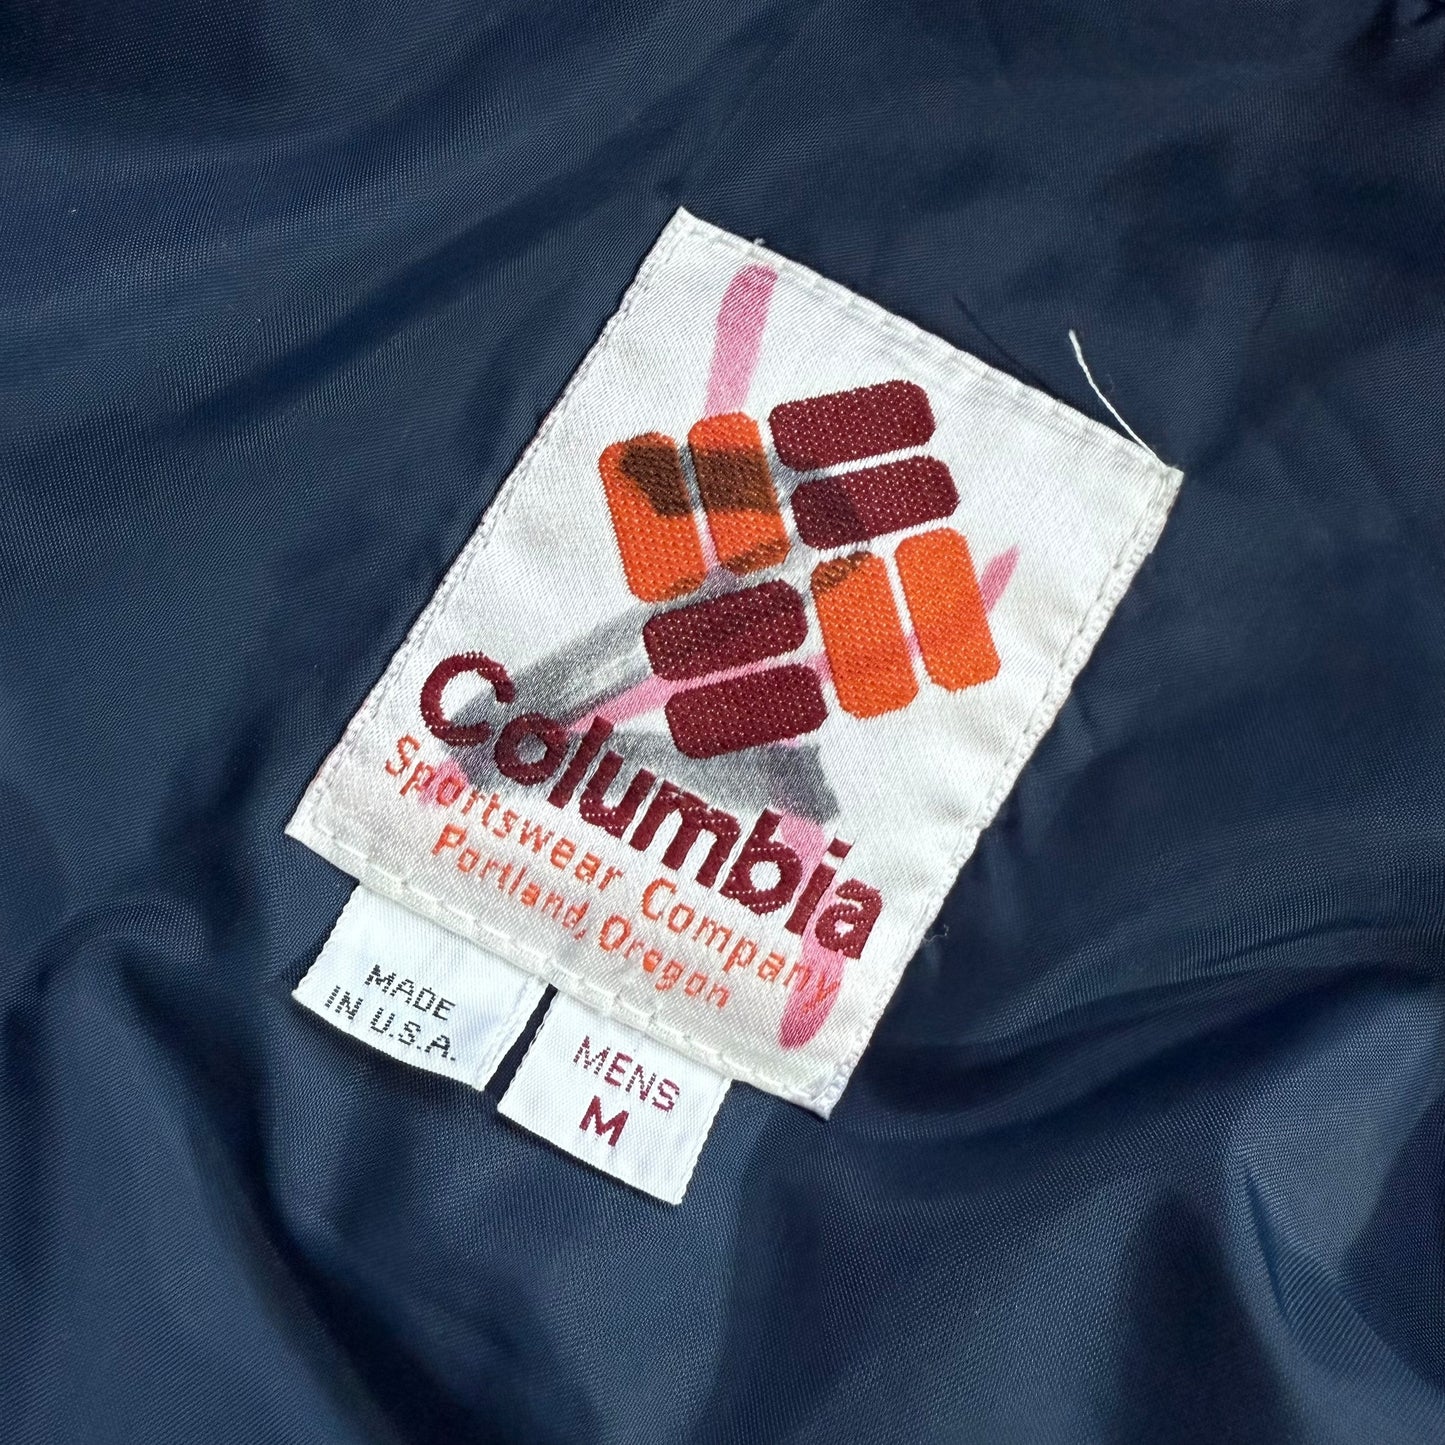 Columbia
Sportswear Company
Portland, Oregon
MADE
IN U.S.A.
MENS
M